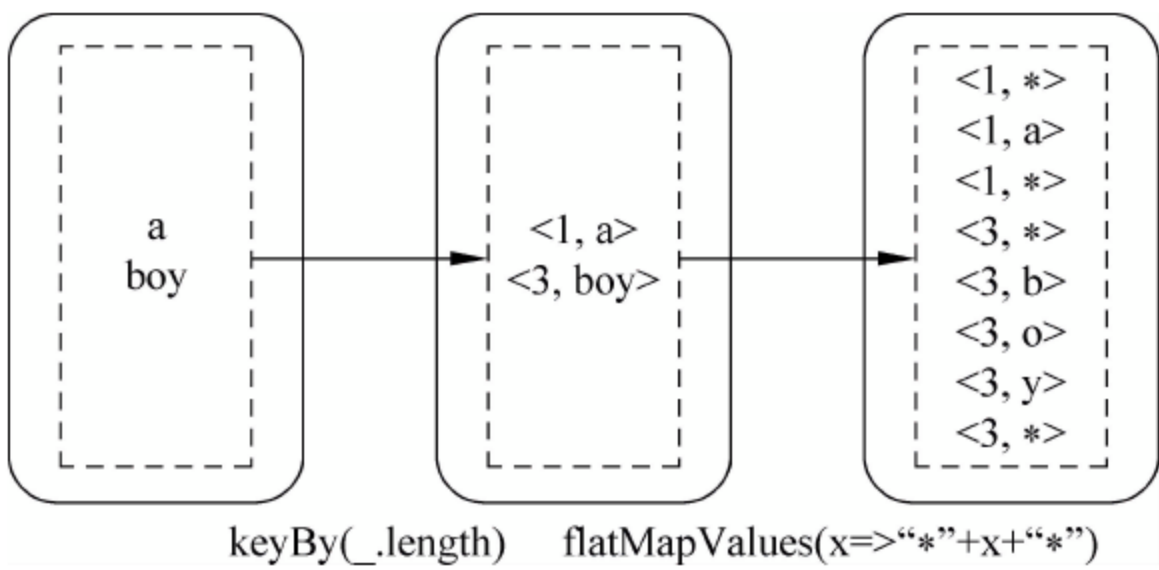 a
boy
<1, a>
<3, boy>
<1, *>
<1, a>
<1, *>
<3, *>
<3, b>
<3, o>
<3, y>
<3, *>
keyBy(_.length)
flatMapValues(x=>“*”+x+“*”)